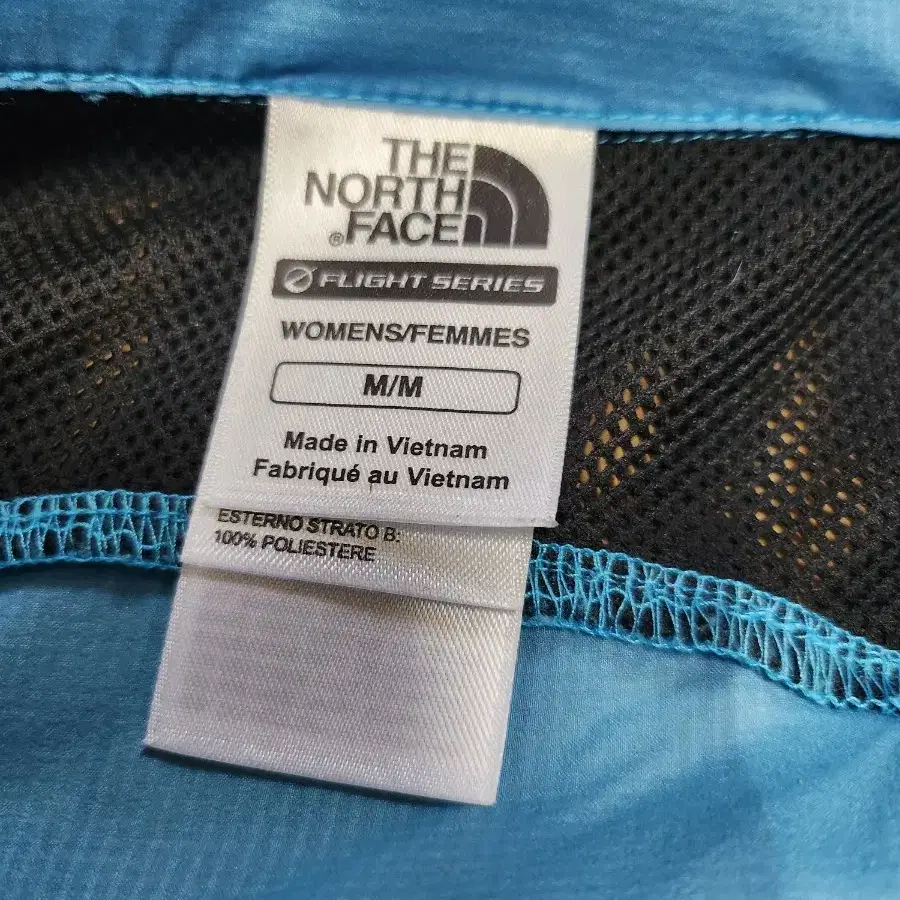 THE
NORTH
®FACE
FLIGHT SERIES
WOMENS/FEMMES
M/M
Made in Vietnam
Fabriqué au Vietnam
ESTERNO STRATO B:
100% POLIESTERE